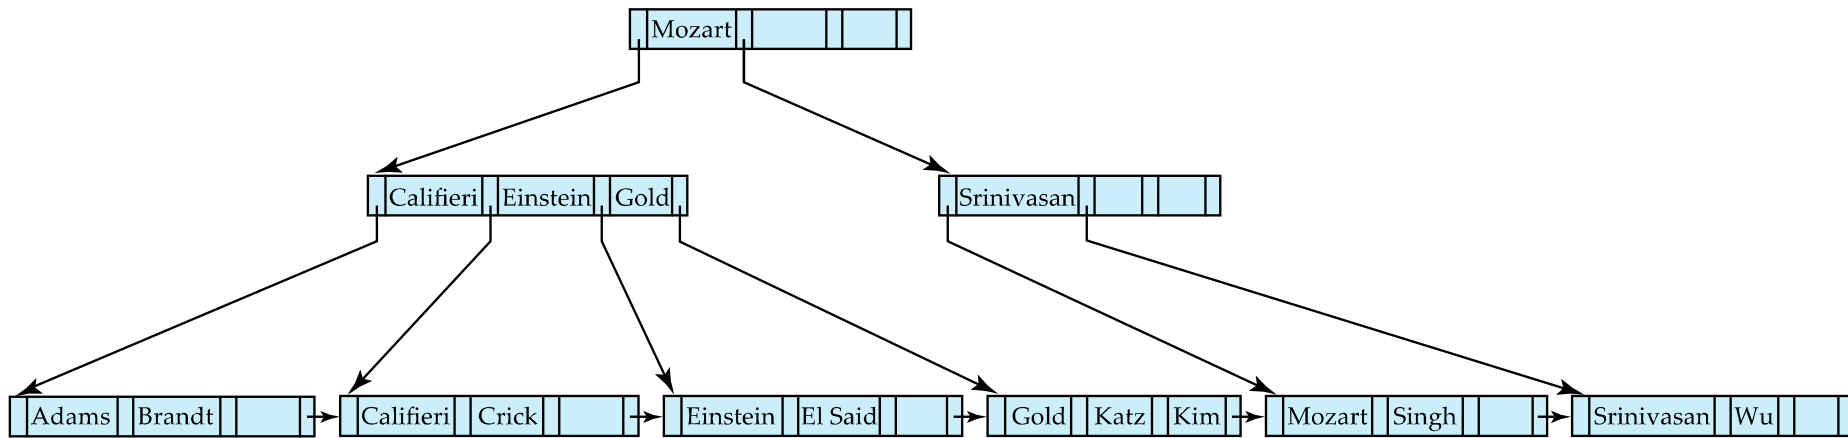 Mozart
Califieri Einstein Gold Srinivasan
Adams Brandt Califieri Crick Einstein El Said Gold Katz Kim Mozart Singh Srinivasan Wu